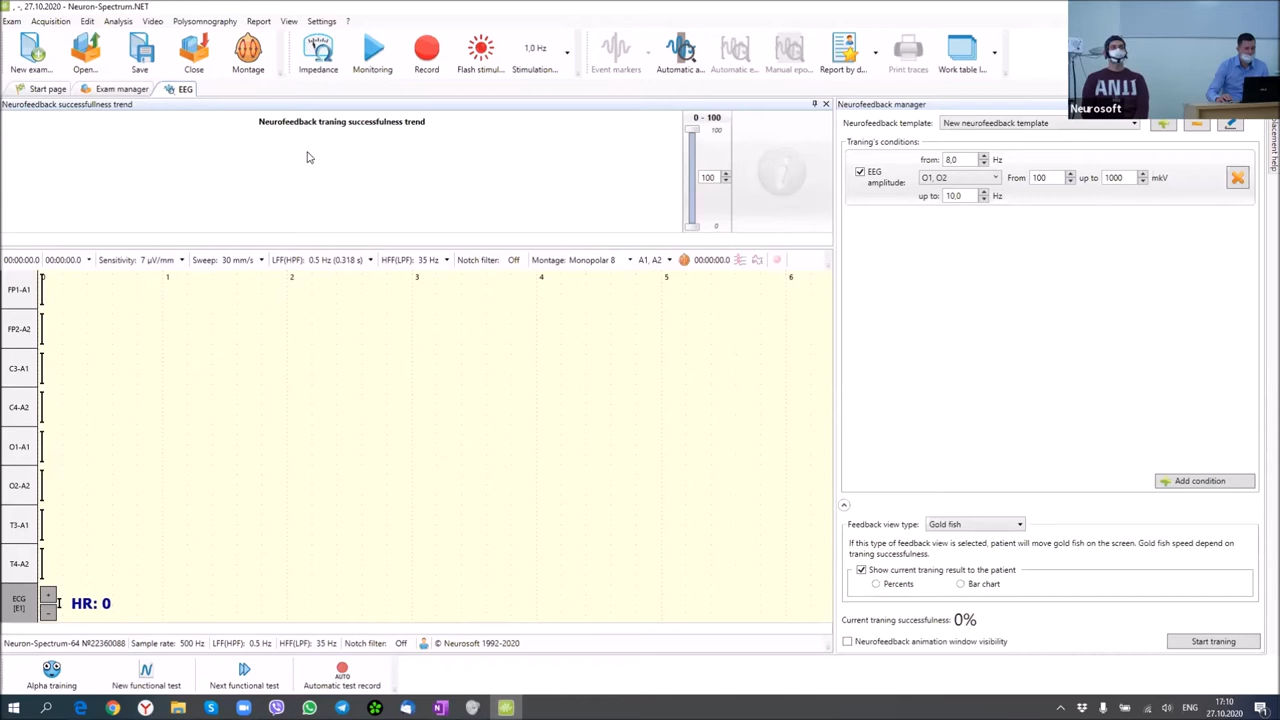 , -, 27.10.2020 - Neuron-Spectrum.NET
Exam Acquisition Edit Analysis Video Polysomnography Report View Settings ?
New exam... Open... Save Close Montage Impedance Monitoring Record Flash stimul... 1,0 Hz Stimulation... Event markers Automatic a... Automatic e... Manual epo... Report by d... Print traces Work table l...
ANII
Neurosoft
Start page Exam manager EEG
Neurofeedback successfullness trend
Neurofeedback traning successfulness trend
0 - 100
100
100
0
Neurofeedback manager
Neurofeedback template: New neurofeedback template
Traning's conditions:
from: 8,0 Hz
EEG amplitude: O1, O2 From 100 up to 1000 mkV
up to: 10,0 Hz
Add condition
Feedback view type: Gold fish
If this type of feedback view is selected, patient will move gold fish on the screen. Gold fish speed depend on
traning successfulness.
Show current traning result to the patient
Percents Bar chart
Current traning successfulness: 0%
Neurofeedback animation window visibility
Start traning
placement help
00:00:00.0 00:00:00.0 Sensitivity: 7 µV/mm Sweep: 30 mm/sec LFF(HPF): 0.5 Hz (0.318 s) HFF(LPF): 35 Hz Notch filter: Off Montage: Monopolar 8 A1, A2 00:00:00.0
0 1 2 3 4 5 6
FP1-A1
FP2-A2
C3-A1
C4-A2
O1-A1
O2-A2
T3-A1
T4-A2
ECG
[E1]
+
-
HR: 0
Neuron-Spectrum-64 №22360088 Sample rate: 500 Hz LFF(HPF): 0.5 Hz HFF(LPF): 35 Hz Notch filter: Off © Neurosoft 1992-2020
AUTO
Alpha training New functional test Next functional test Automatic test record
17:10
27.10.2020